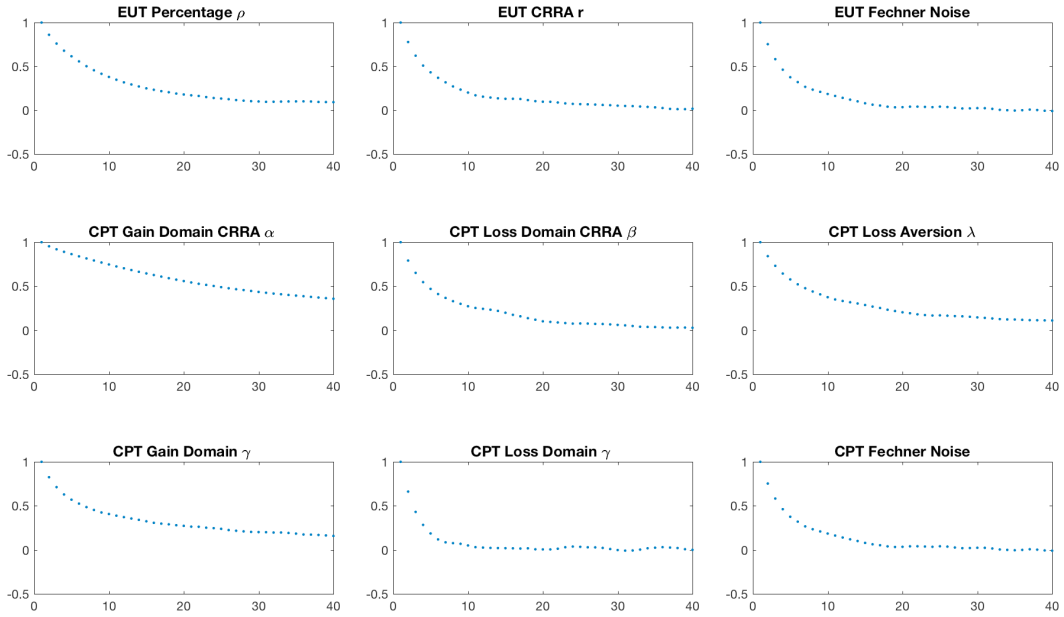 EUT Percentage ρ
1
0.5
0
-0.5
0 10 20 30 40
EUT CRRA r
1
0.5
0
-0.5
0 10 20 30 40
EUT Fechner Noise
1
0.5
0
-0.5
0 10 20 30 40
CPT Gain Domain CRRA α
1
0.5
0
-0.5
0 10 20 30 40
CPT Loss Domain CRRA β
1
0.5
0
-0.5
0 10 20 30 40
CPT Loss Aversion λ
1
0.5
0
-0.5
0 10 20 30 40
CPT Gain Domain γ
1
0.5
0
-0.5
0 10 20 30 40
CPT Loss Domain γ
1
0.5
0
-0.5
0 10 20 30 40
CPT Fechner Noise
1
0.5
0
-0.5
0 10 20 30 40